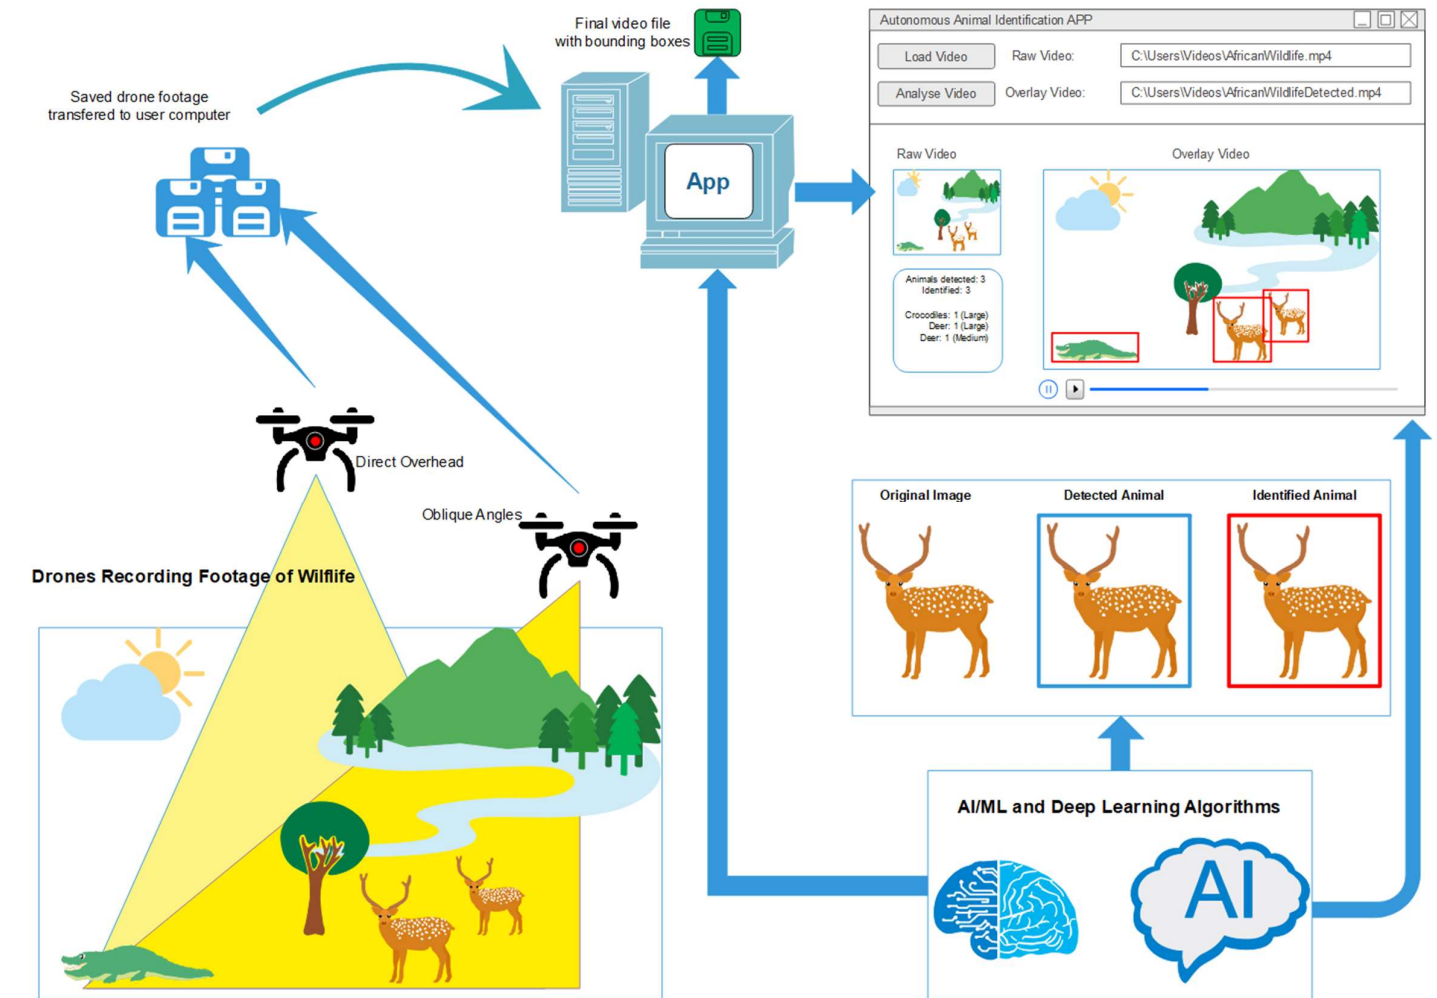 Final video file
with bounding boxes
Saved drone footage
transfered to user computer
App
Autonomous Animal Identification APP
Load Video
Raw Video:
C:\Users\Videos\AfricanWildlife.mp4
Analyse Video
Overlay Video:
C:\Users\Videos\AfricanWildlifeDetected.mp4
Raw Video
Overlay Video
Animals detected: 3
Identified: 3
Crocodiles: 1 (Large)
Deer: 1 (Large)
Deer: 1 (Medium)
Direct Overhead
Oblique Angles
Drones Recording Footage of Wilflife
Original Image
Detected Animal
Identified Animal
AI/ML and Deep Learning Algorithms
AI